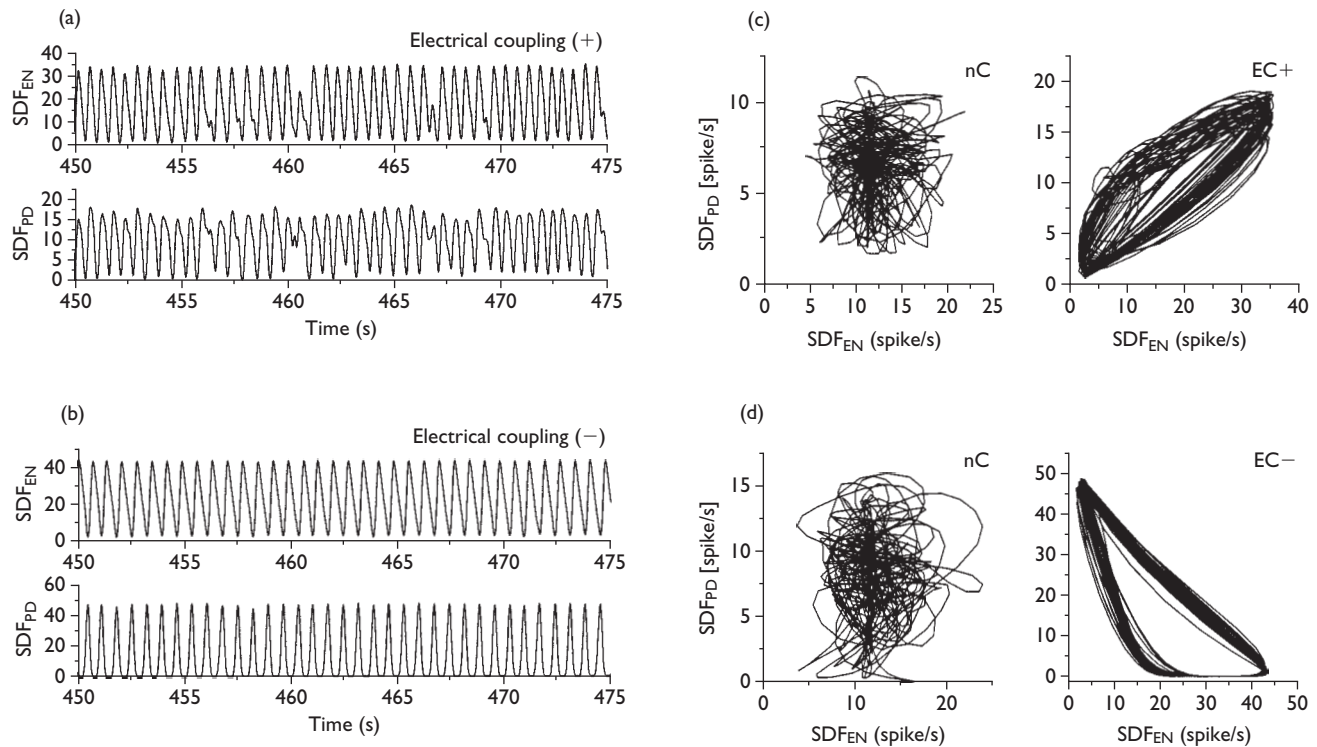 (a)
Electrical coupling (+)
SDF_EN
40
30
20
10
0
450 455 460 465 470 475
SDF_PD
20
15
10
5
0
450 455 460 465 470 475
Time (s)
(b)
Electrical coupling (−)
SDF_EN
40
20
0
450 455 460 465 470 475
SDF_PD
60
40
20
0
450 455 460 465 470 475
Time (s)
(c)
nC
SDF_PD [spike/s]
10
5
0
0 5 10 15 20 25
SDF_EN (spike/s)
EC+
20
15
10
5
0
0 10 20 30 40
SDF_EN (spike/s)
(d)
nC
SDF_PD [spike/s]
15
10
5
0
0 10 20
SDF_EN (spike/s)
EC−
50
40
30
20
10
0
0 10 20 30 40 50
SDF_EN (spike/s)